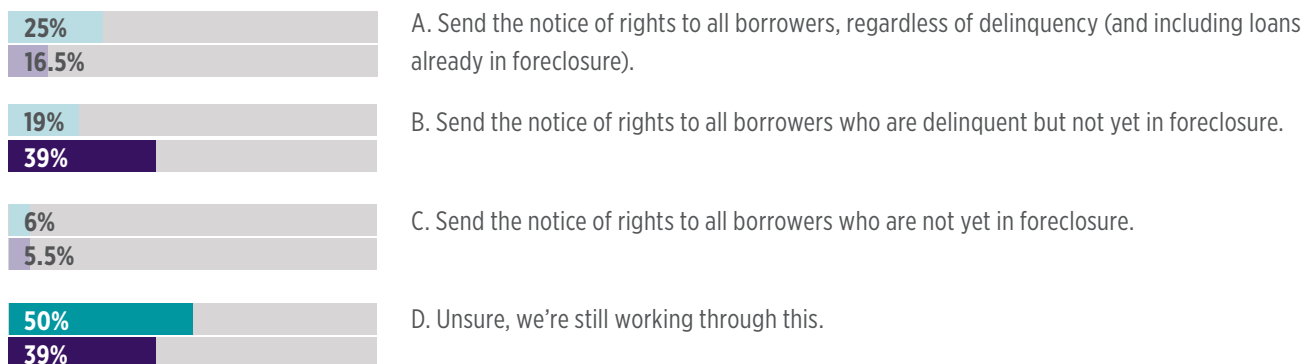 25%
A. Send the notice of rights to all borrowers, regardless of delinquency (and including loans
16.5%
already in foreclosure).
19%
B. Send the notice of rights to all borrowers who are delinquent but not yet in foreclosure.
39%
6%
C. Send the notice of rights to all borrowers who are not yet in foreclosure.
5.5%
50%
D. Unsure, we’re still working through this.
39%